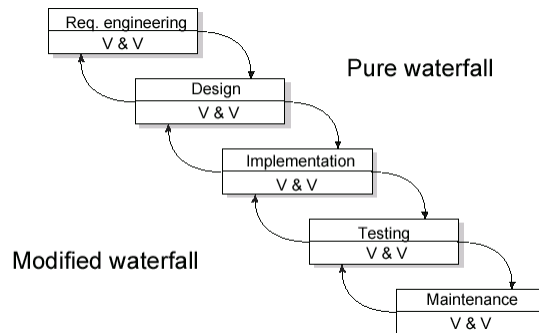 Req. engineering
V & V
Pure waterfall
Design
V & V
Implementation
V & V
Testing
V & V
Modified waterfall
Maintenance
V & V